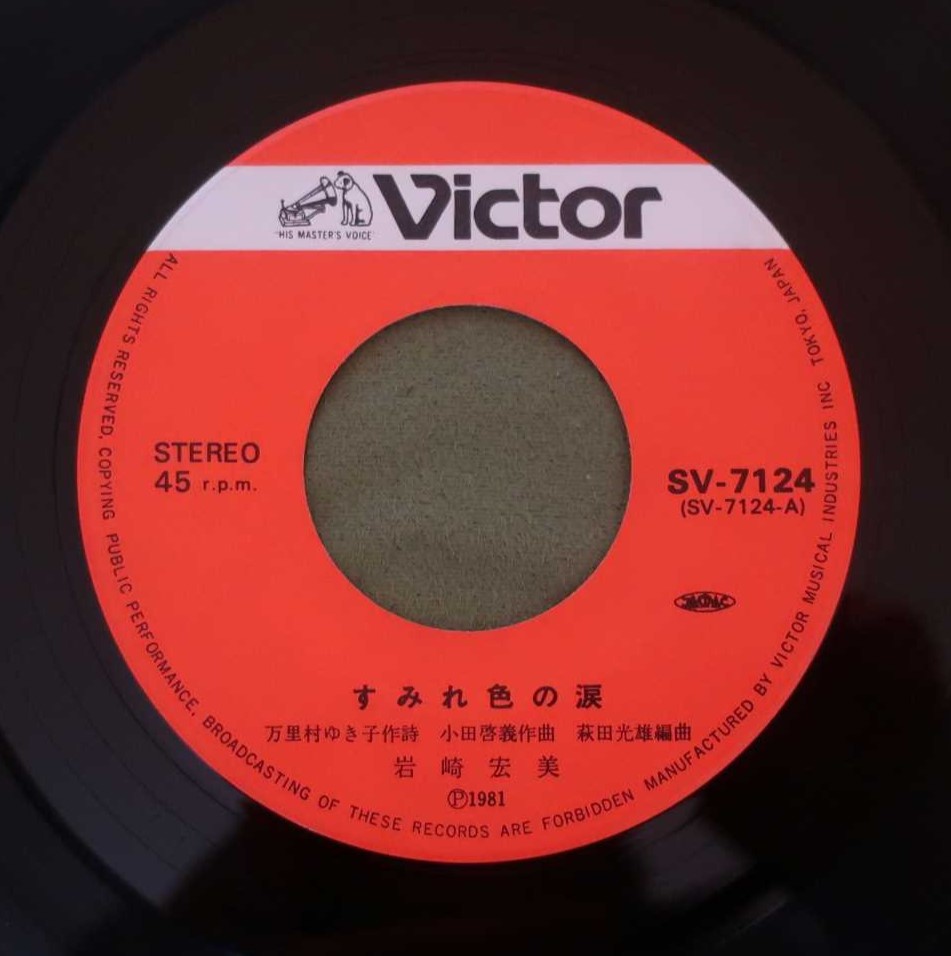 "HIS MASTER'S VOICE"
Victor
STEREO
45 r.p.m.
SV-7124
(SV-7124-A)
すみれ色の涙
万里村ゆき子作詩 小田啓義作曲 萩田光雄編曲
岩崎宏美
Ⓟ1981
ALL RIGHTS RESERVED. COPYING PUBLIC PERFORMANCE, BROADCASTING OF THESE RECORDS ARE FORBIDDEN MANUFACTURED BY VICTOR MUSICAL INDUSTRIES INC TOKYO, JAPAN